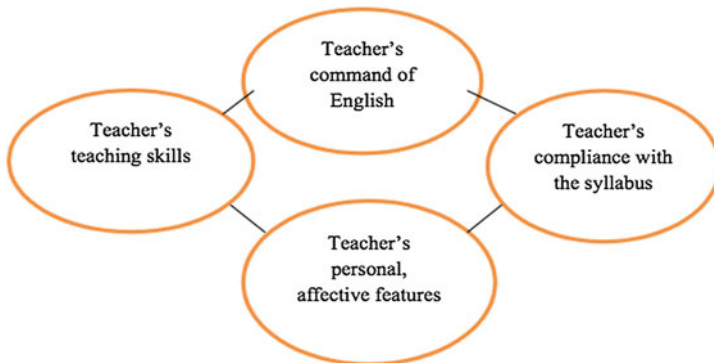 Teacher's
command of
English
Teacher's
teaching skills
Teacher's
compliance with
the syllabus
Teacher's
personal,
affective features